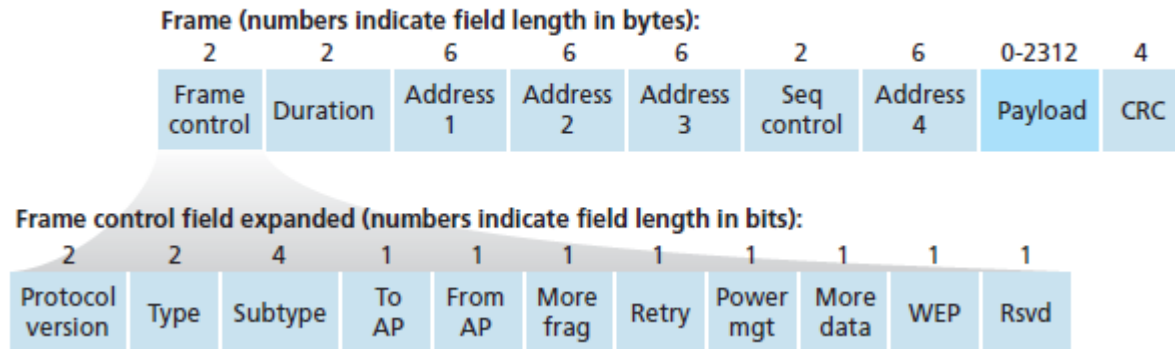 Frame (numbers indicate field length in bytes):
2 2 6 6 6 2 6 0-2312 4
Frame control Duration Address 1 Address 2 Address 3 Seq control Address 4 Payload CRC
Frame control field expanded (numbers indicate field length in bits):
2 2 4 1 1 1 1 1 1 1 1
Protocol version Type Subtype To AP From AP More frag Retry Power mgt More data WEP Rsvd